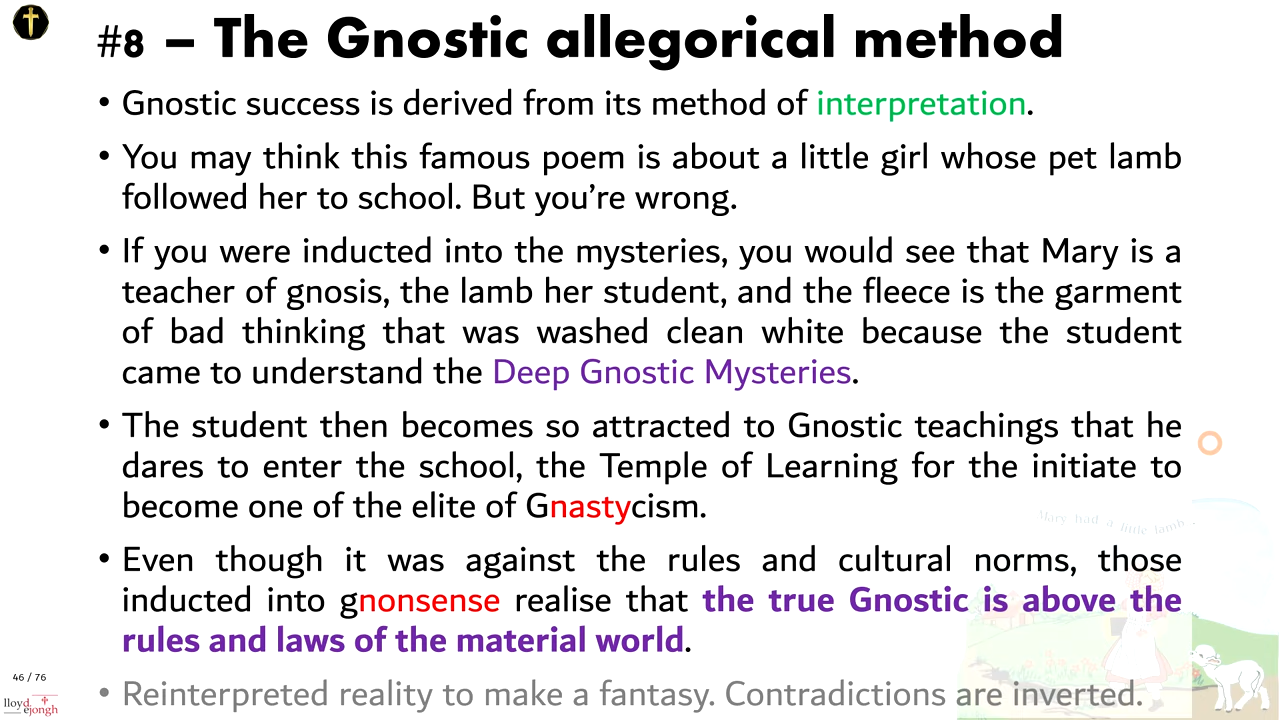 #8 – The Gnostic allegorical method
• Gnostic success is derived from its method of interpretation.
• You may think this famous poem is about a little girl whose pet lamb
followed her to school. But you’re wrong.
• If you were inducted into the mysteries, you would see that Mary is a
teacher of gnosis, the lamb her student, and the fleece is the garment
of bad thinking that was washed clean white because the student
came to understand the Deep Gnostic Mysteries.
• The student then becomes so attracted to Gnostic teachings that he
dares to enter the school, the Temple of Learning for the initiate to
become one of the elite of Gnastycism.
Mary had a little lamb.
• Even though it was against the rules and cultural norms, those
inducted into gnonsense realise that the true Gnostic is above the
rules and laws of the material world.
• Reinterpreted reality to make a fantasy. Contradictions are inverted.
46 / 76
lloyd
dejongh